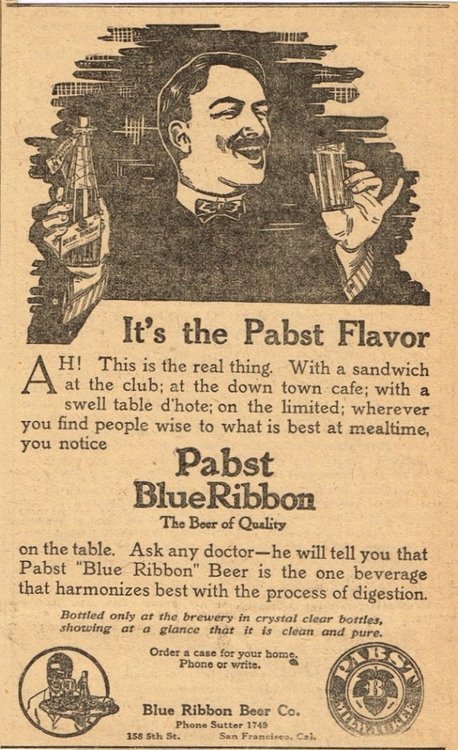 BLUE RIBBON
It's the Pabst Flavor
AH! This is the real thing. With a sandwich
at the club; at the down town cafe; with a
swell table d'hote; on the limited; wherever
you find people wise to what is best at mealtime,
you notice
Pabst
Blue Ribbon
The Beer of Quality
on the table. Ask any doctor—he will tell you that
Pabst "Blue Ribbon" Beer is the one beverage
that harmonizes best with the process of digestion.
Bottled only at the brewery in crystal clear bottles,
showing at a glance that it is clean and pure.
Order a case for your home.
Phone or write.
Blue Ribbon Beer Co.
Phone Sutter 1749
158 5th St. San Francisco, Cal.
PABST
B
MILWAUKEE